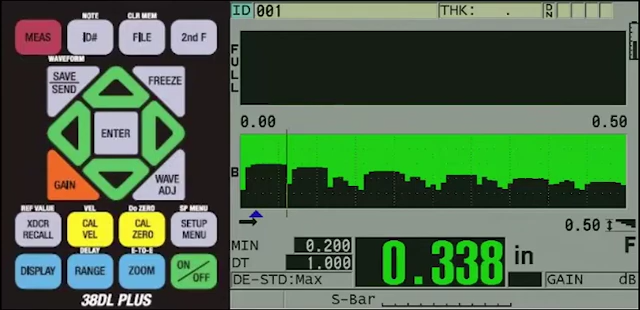 NOTE CLR MEM
MEAS ID# FILE 2nd F
WAVEFORM
SAVE SEND FREEZE
ENTER
GAIN WAVE ADJ
REF VALUE VEL Do ZERO SP MENU
XDCR RECALL CAL VEL CAL ZERO SETUP MENU
DELAY E-TO-E
DISPLAY RANGE ZOOM ON/OFF
38DL PLUS
ID 001 THK: . DN
FULL
0.00 0.50
B
0.50
MIN 0.200
DT 1.000
0.338 in
F
DE-STD:Max GAIN dB
S-Bar